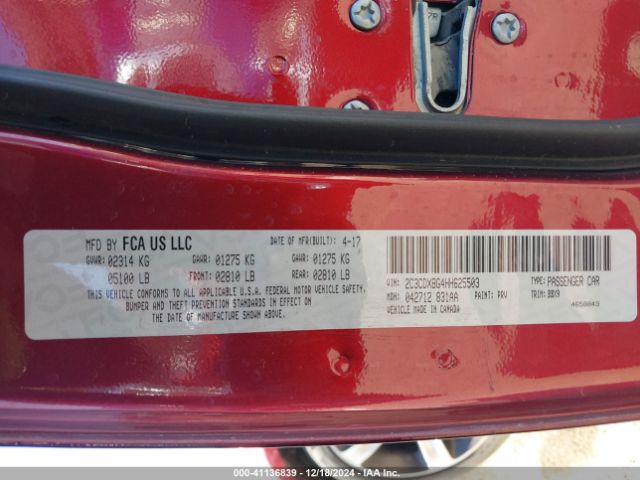 MFD BY FCA US LLC
DATE OF MFR(BUILT): 4-17
GVWR: 02314 KG
GAWR: 01275 KG
GAWR: 01275 KG
05100 LB
FRONT: 02810 LB
REAR: 02810 LB
THIS VEHICLE CONFORMS TO ALL APPLICABLE U.S.A. FEDERAL MOTOR VEHICLE SAFETY,
BUMPER AND THEFT PREVENTION STANDARDS IN EFFECT ON
THE DATE OF MANUFACTURE SHOWN ABOVE.
VIN: 2C3CDXBG4HH625503
TYPE: PASSENGER CAR
MDH: 042712 831AA
PAINT: PRV
TRIM: BBX9
VEHICLE MADE IN CANADA
4650843
00-41136839 - 12/18/2024 - IAA Inc.